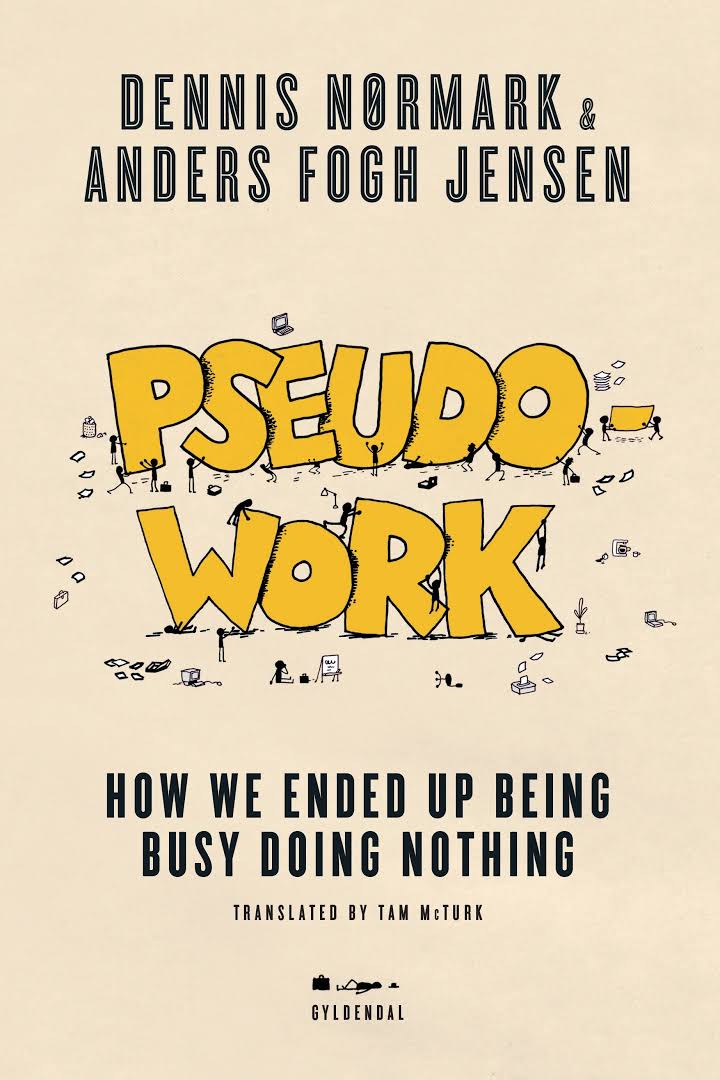 DENNIS NØRMARK &
ANDERS FOGH JENSEN
PSEUDO
WORK
HOW WE ENDED UP BEING
BUSY DOING NOTHING
TRANSLATED BY TAM McTURK
GYLDENDAL